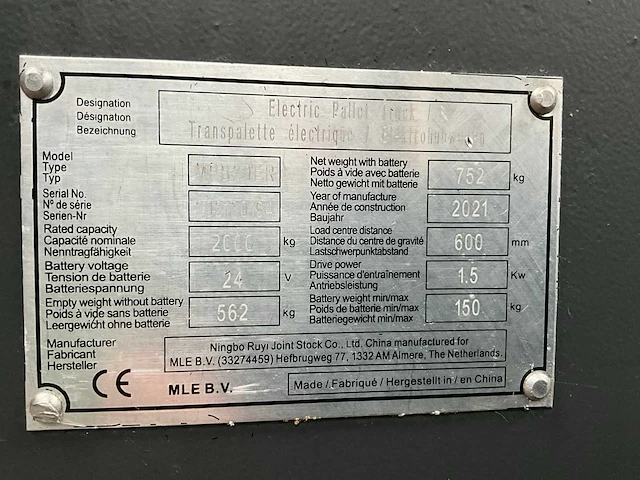 Designation
Désignation
Bezeichnung
Electric Pallet Truck /
Transpalette électrique /
Model
Type
Typ
Serial No.
Nº de série
Serien-Nr
Rated capacity
Capacité nominale
Nenntragfähigkeit
2000 kg
Battery voltage
Tension de batterie
Batteriespannung
24 V
Empty weight without battery
Poids à vide sans batterie
Leergewicht ohne batterie
562 kg
Net weight with battery
Poids à vide avec batterie
Netto gewicht mit batterie
752 kg
Year of manufacture
Année de construction
Baujahr
2021
Load centre distance
Distance du centre de gravité
Lastschwerpunktabstand
600 mm
Drive power
Puissance d'entraînement
Antriebsleistung
1.5 Kw
Battery weight min/max
Poids de batterie min/max
Batteriegewicht min/max
150 kg
Manufacturer
Fabricant
Hersteller
Ningbo Ruyi Joint Stock Co., Ltd. China manufactured for
MLE B.V. (33274459) Hefbrugweg 77, 1332 AM Almere, The Netherlands.
CE
MLE B.V.
Made / Fabriqué / Hergestellt in / en China